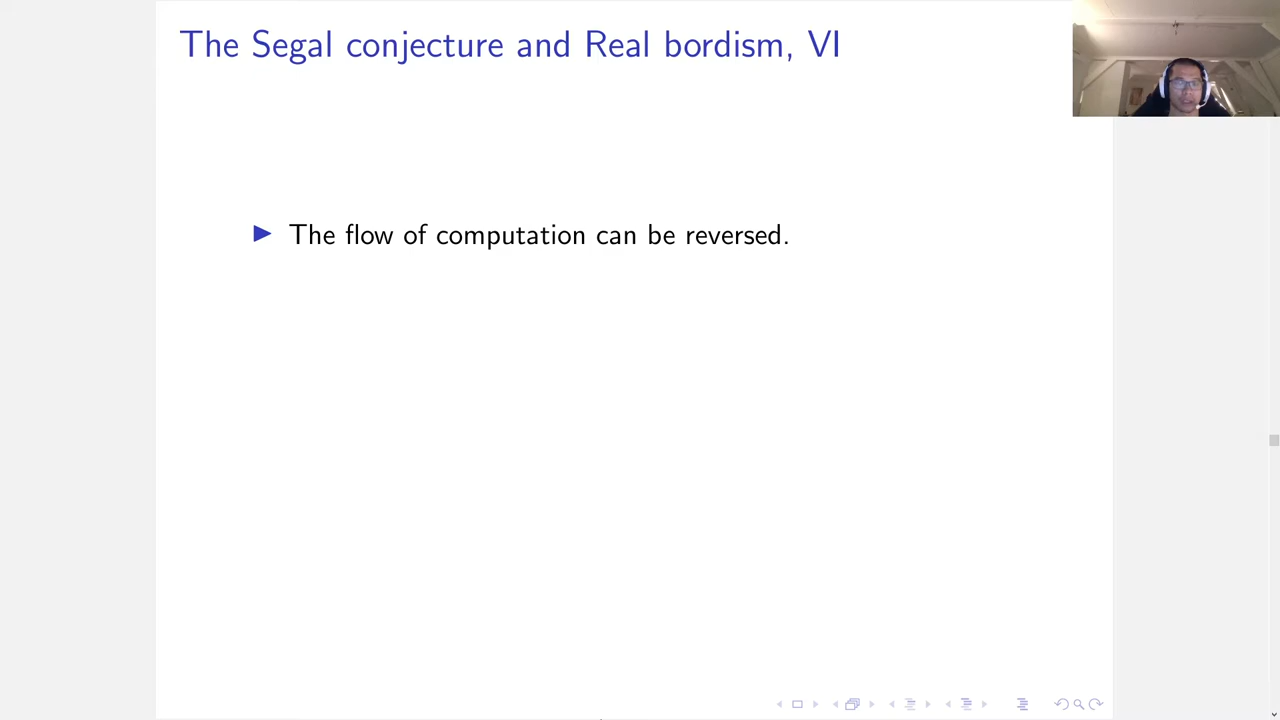 The Segal conjecture and Real bordism, VI
The flow of computation can be reversed.